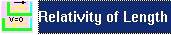 V=0
Relativity of Length